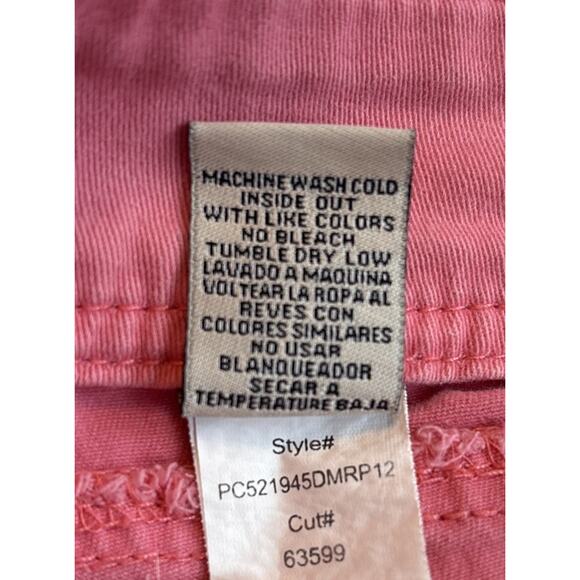 MACHINE WASH COLD
INSIDE OUT
WITH LIKE COLORS
NO BLEACH
TUMBLE DRY LOW
LAVADO A MAQUINA
VOLTEAR LA ROPA AL
REVES CON
COLORES SIMILARES
NO USAR
BLANQUEADOR
SECAR A
TEMPERATURE BAJA
Style#
PC521945DMRP12
Cut#
63599